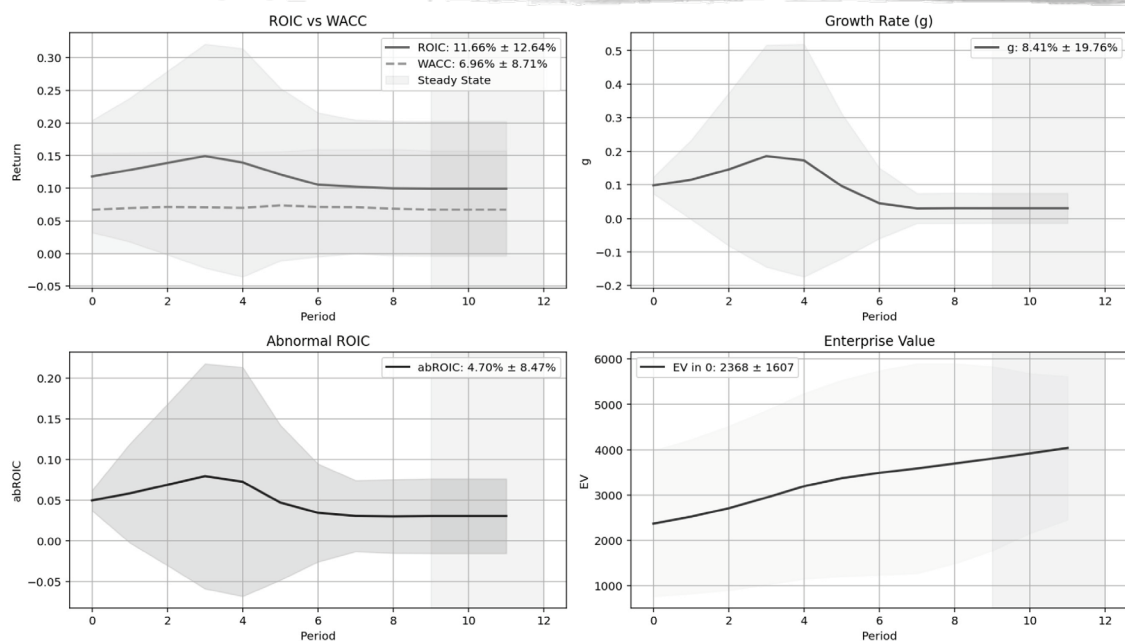 ROIC vs WACC
ROIC: 11.66% ± 12.64%
WACC: 6.96% ± 8.71%
Steady State
Return
0.30
0.25
0.20
0.15
0.10
0.05
0.00
−0.05
0 2 4 6 8 10 12
Period
Growth Rate (g)
g: 8.41% ± 19.76%
g
0.5
0.4
0.3
0.2
0.1
0.0
−0.1
−0.2
0 2 4 6 8 10 12
Period
Abnormal ROIC
abROIC: 4.70% ± 8.47%
abROIC
0.20
0.15
0.10
0.05
0.00
−0.05
0 2 4 6 8 10 12
Period
Enterprise Value
EV in 0: 2368 ± 1607
EV
6000
5000
4000
3000
2000
1000
0 2 4 6 8 10 12
Period